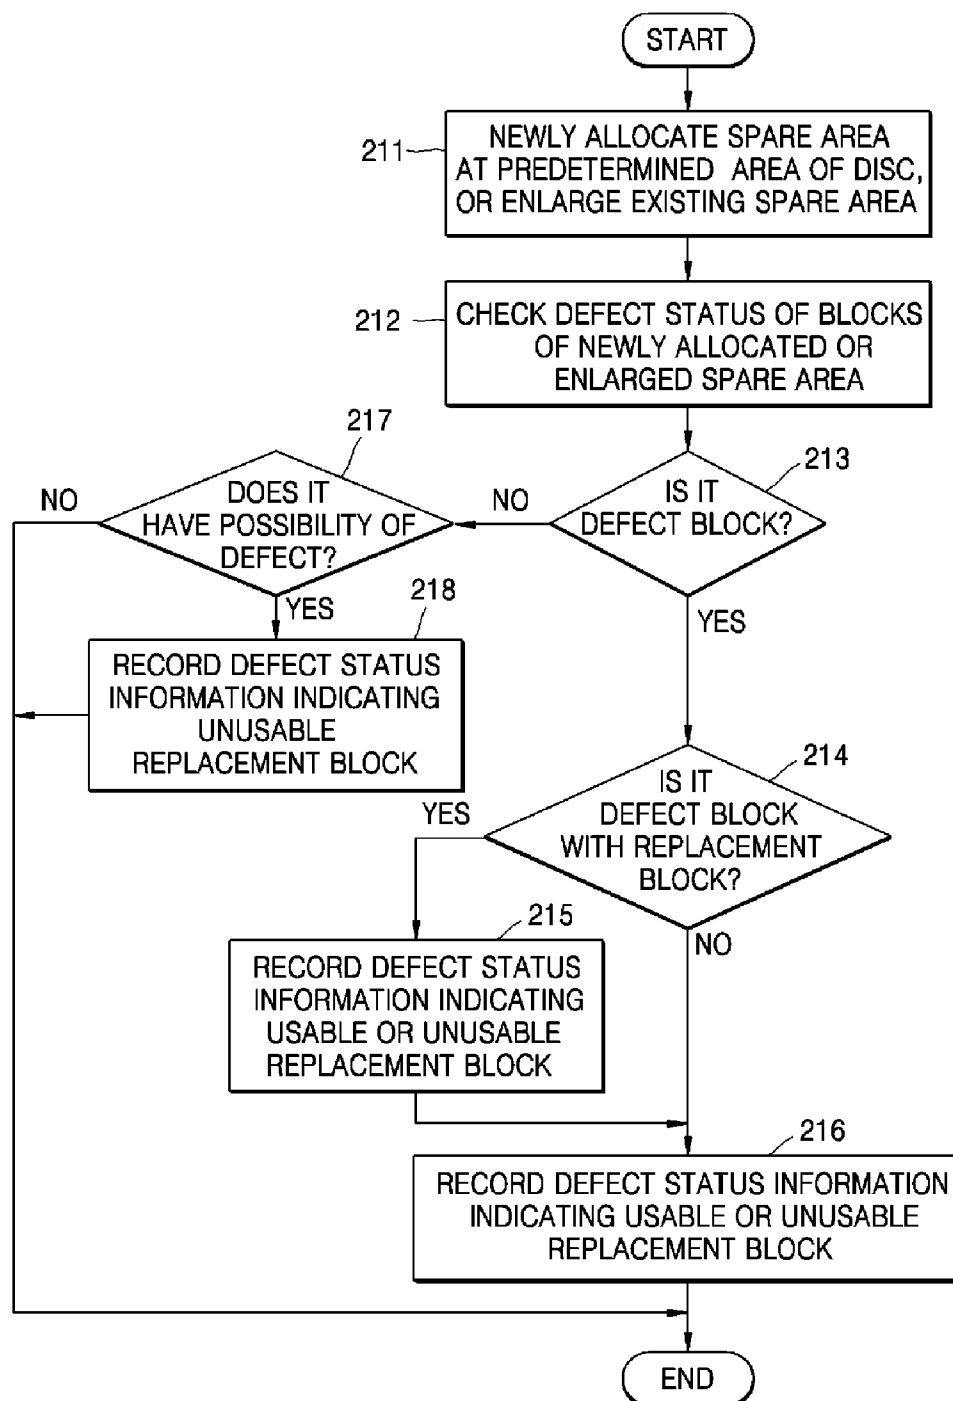 START
211
NEWLY ALLOCATE SPARE AREA
AT PREDETERMINED AREA OF DISC,
OR ENLARGE EXISTING SPARE AREA
212
CHECK DEFECT STATUS OF BLOCKS
OF NEWLY ALLOCATED OR
ENLARGED SPARE AREA
213
IS IT
DEFECT BLOCK?
NO
YES
217
DOES IT
HAVE POSSIBILITY OF
DEFECT?
NO
YES
218
RECORD DEFECT STATUS
INFORMATION INDICATING
UNUSABLE
REPLACEMENT BLOCK
214
IS IT
DEFECT BLOCK
WITH REPLACEMENT
BLOCK?
YES
NO
215
RECORD DEFECT STATUS
INFORMATION INDICATING
USABLE OR UNUSABLE
REPLACEMENT BLOCK
216
RECORD DEFECT STATUS INFORMATION
INDICATING USABLE OR UNUSABLE
REPLACEMENT BLOCK
END